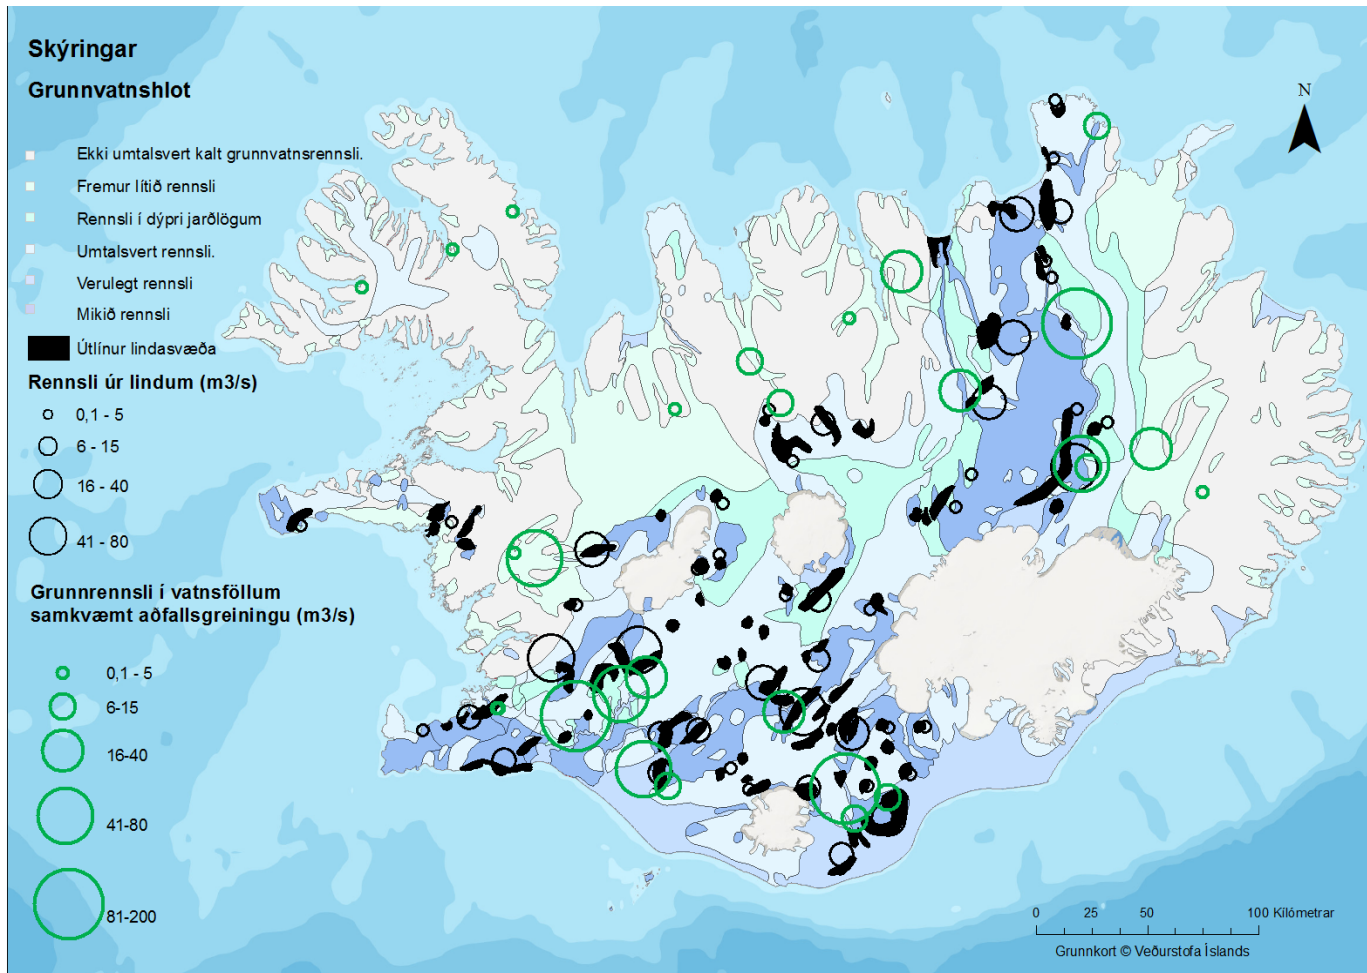 Skýringar
Grunnvatnshlot
Ekki umtalsvert kalt grunnvatnsrennsli.
Fremur lítið rennsli
Rennsli í dýpri jarðlögum
Umtalsvert rennsli.
Verulegt rennsli
Mikið rennsli
Útlínur lindasvæða
Rennsli úr lindum (m3/s)
0,1 - 5
6 - 15
16 - 40
41 - 80
Grunnrennsli í vatnsföllum
samkvæmt aðfallsgreiningu (m3/s)
0,1 - 5
6-15
16-40
41-80
81-200
N
0 25 50 100 Kílómetrar
Grunnkort © Veðurstofa Íslands